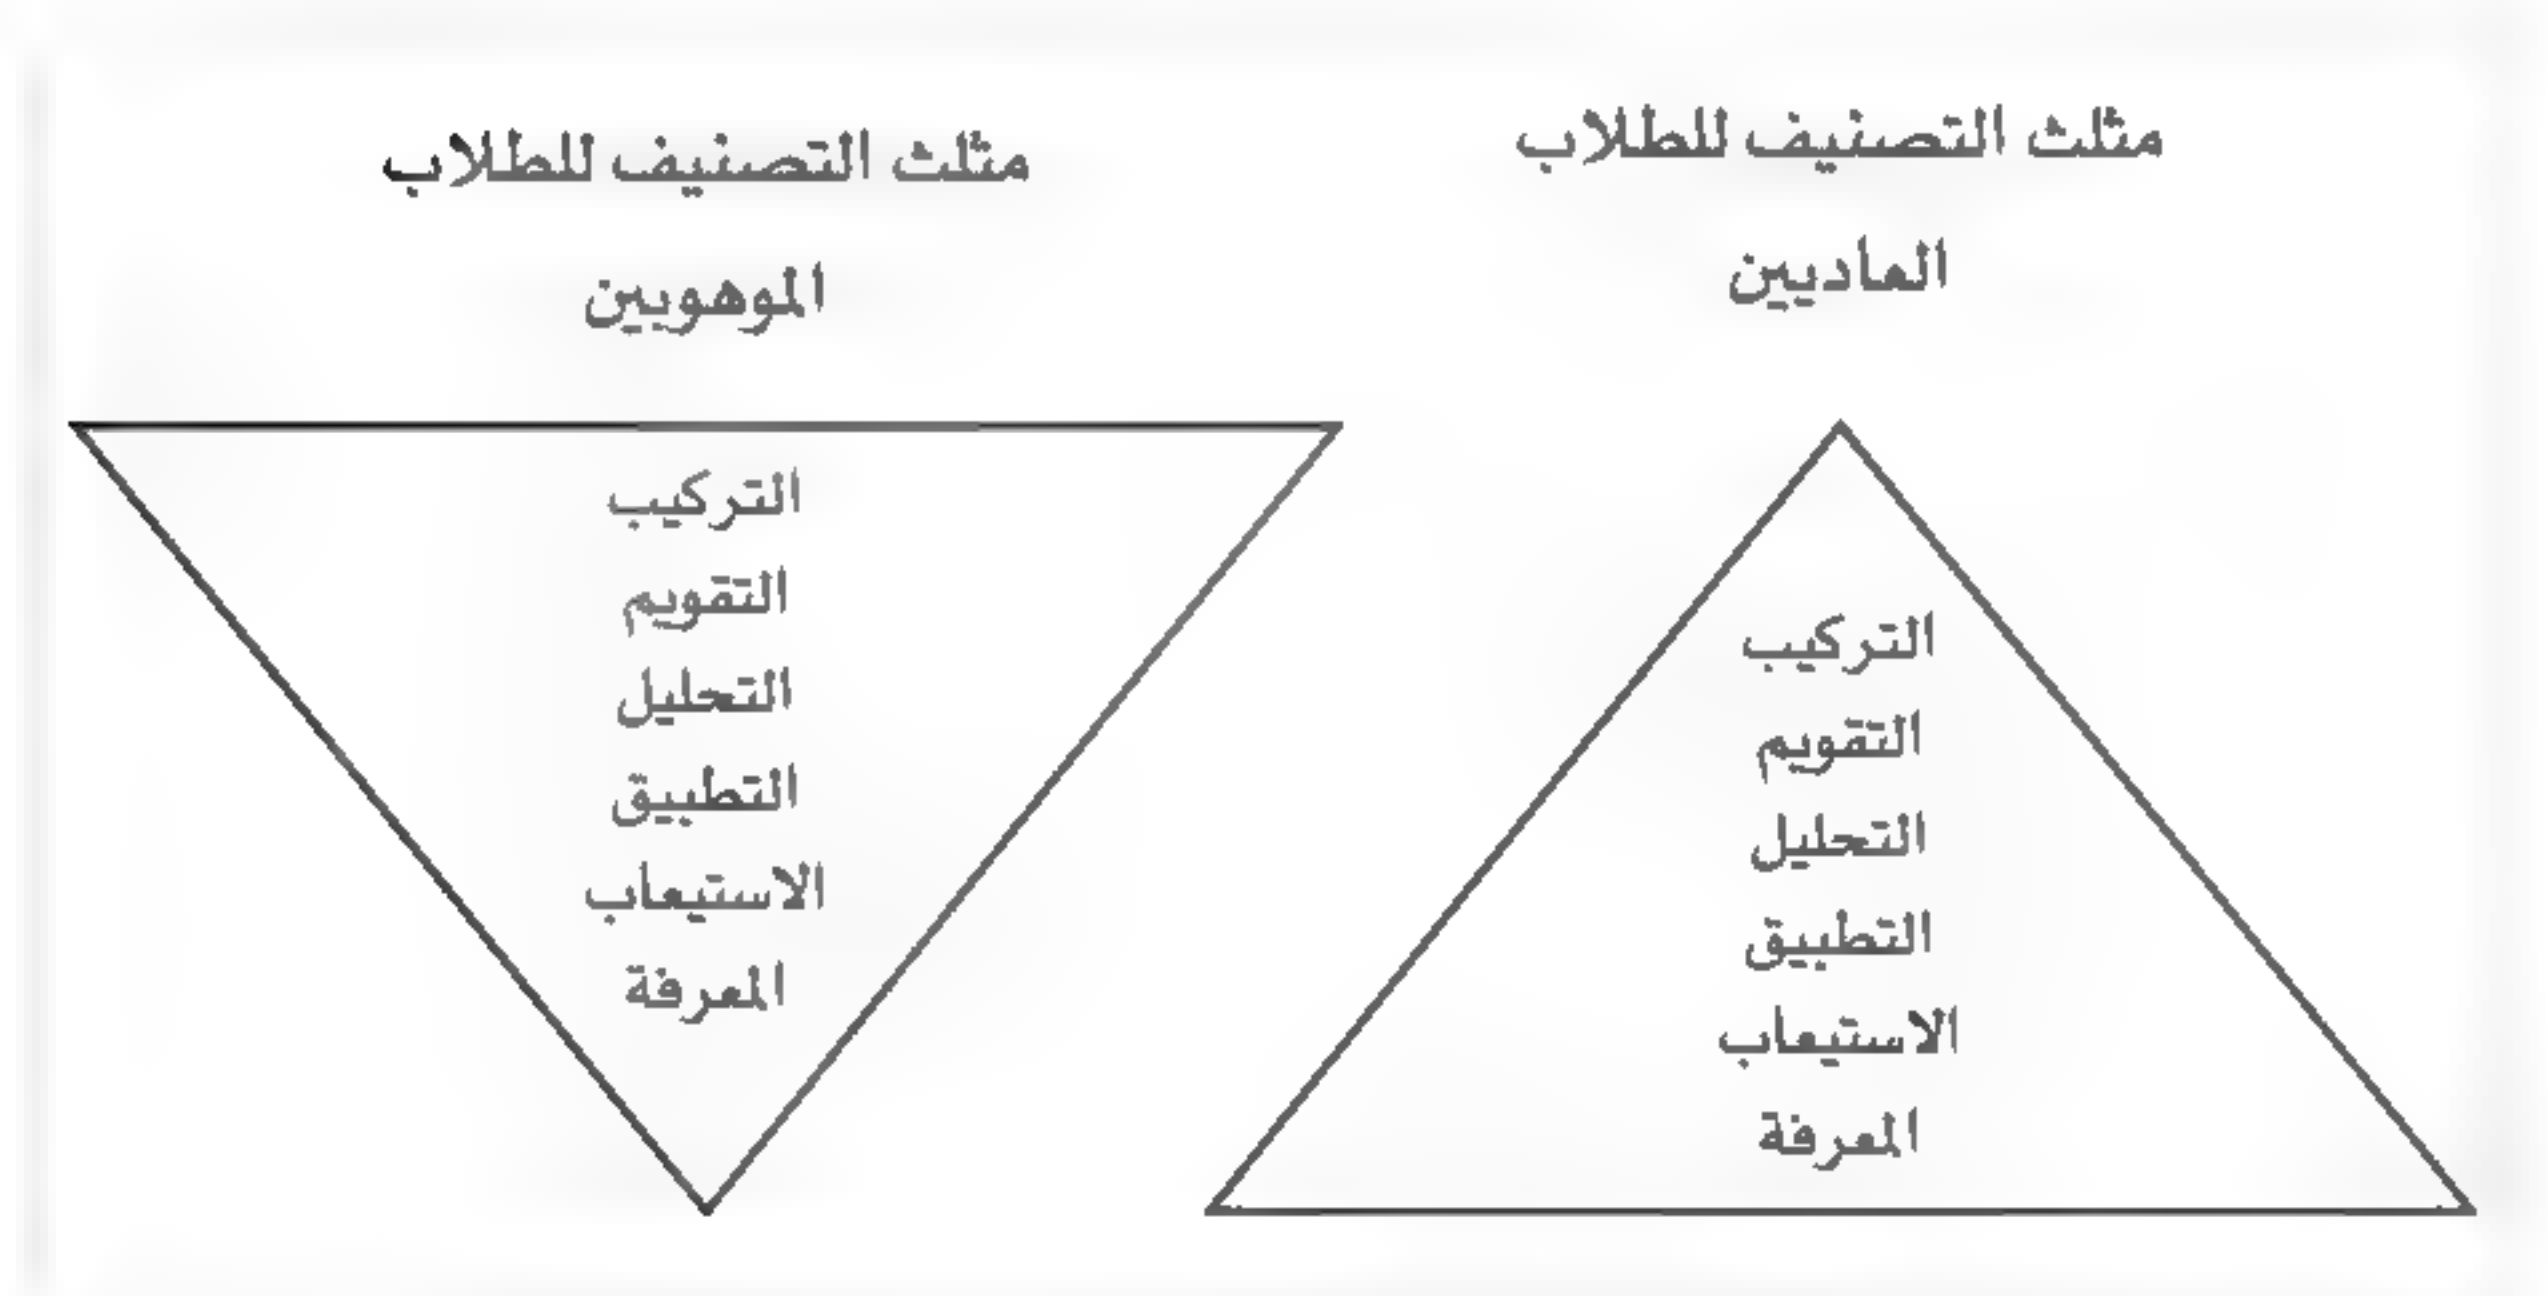 مثلث التصنيف للطلاب
العاديين
التركيب
التقويم
التحليل
التطبيق
الاستيعاب
المعرفة
مثلث التصنيف للطلاب
الموهوبين
التركيب
التقويم
التحليل
التطبيق
الاستيعاب
المعرفة